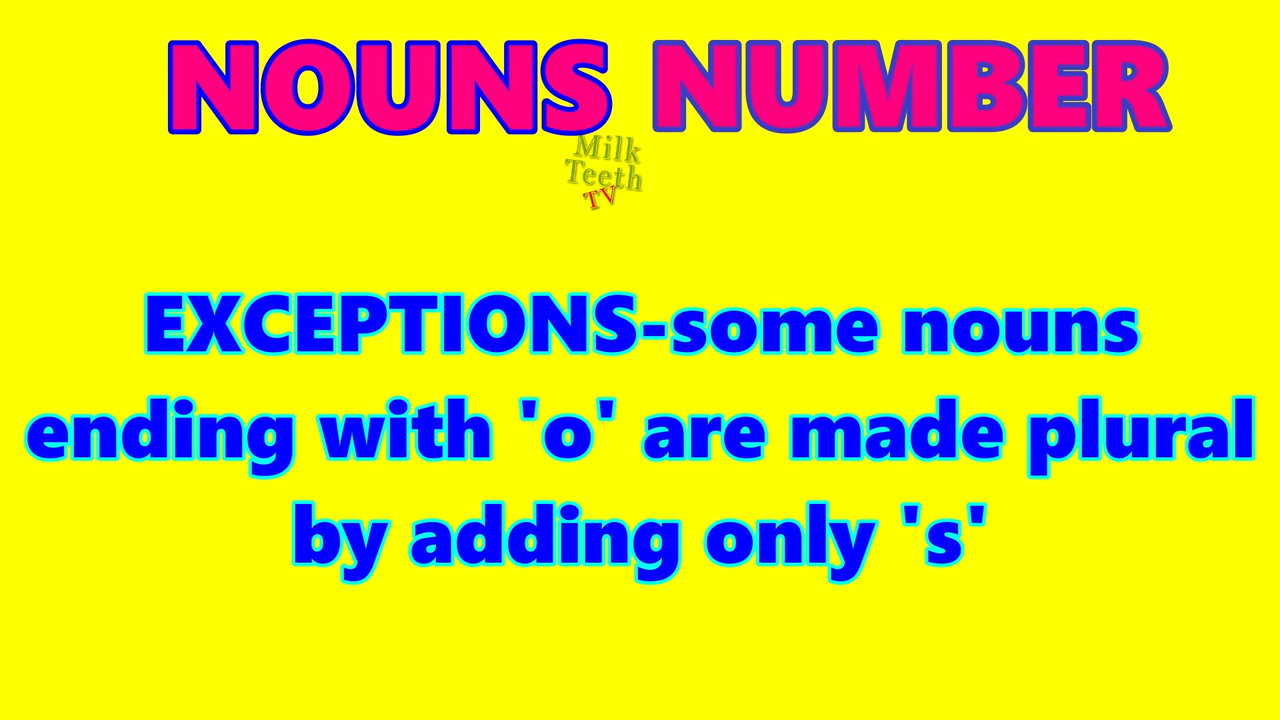 NOUNS NUMBER
Milk
Teeth
TV
EXCEPTIONS-some nouns
ending with 'o' are made plural
by adding only 's'